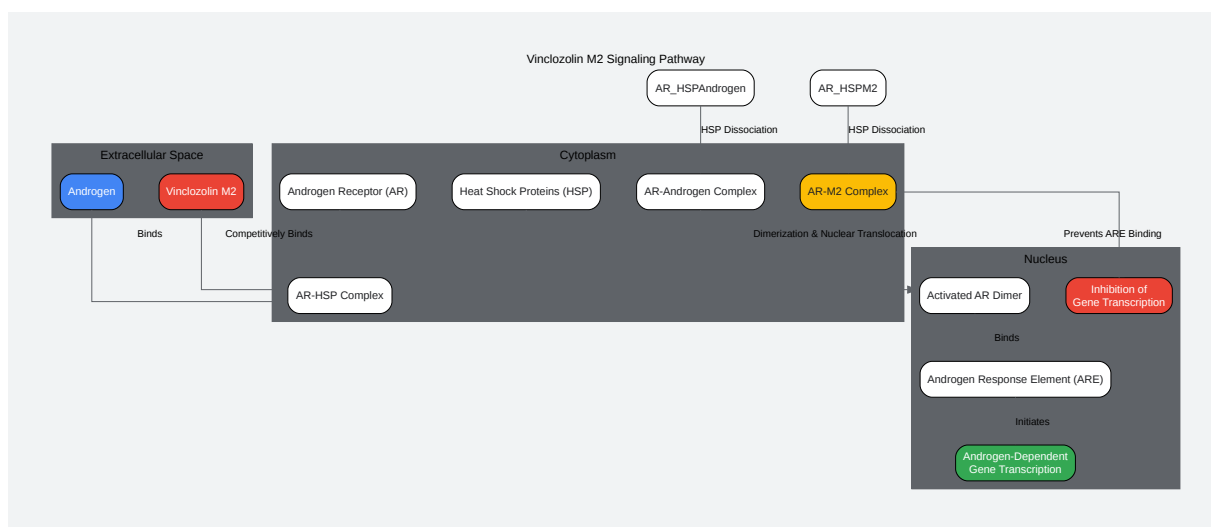 Vinclozolin M2 Signaling Pathway
AR_HSPAndrogen
AR_HSPM2
HSP Dissociation
HSP Dissociation
Extracellular Space
Androgen
Vinclozolin M2
Binds
Competitively Binds
Cytoplasm
Androgen Receptor (AR)
Heat Shock Proteins (HSP)
AR-Androgen Complex
AR-M2 Complex
Dimerization & Nuclear Translocation
AR-HSP Complex
Prevents ARE Binding
Nucleus
Activated AR Dimer
Inhibition of
Gene Transcription
Binds
Androgen Response Element (ARE)
Initiates
Androgen-Dependent
Gene Transcription